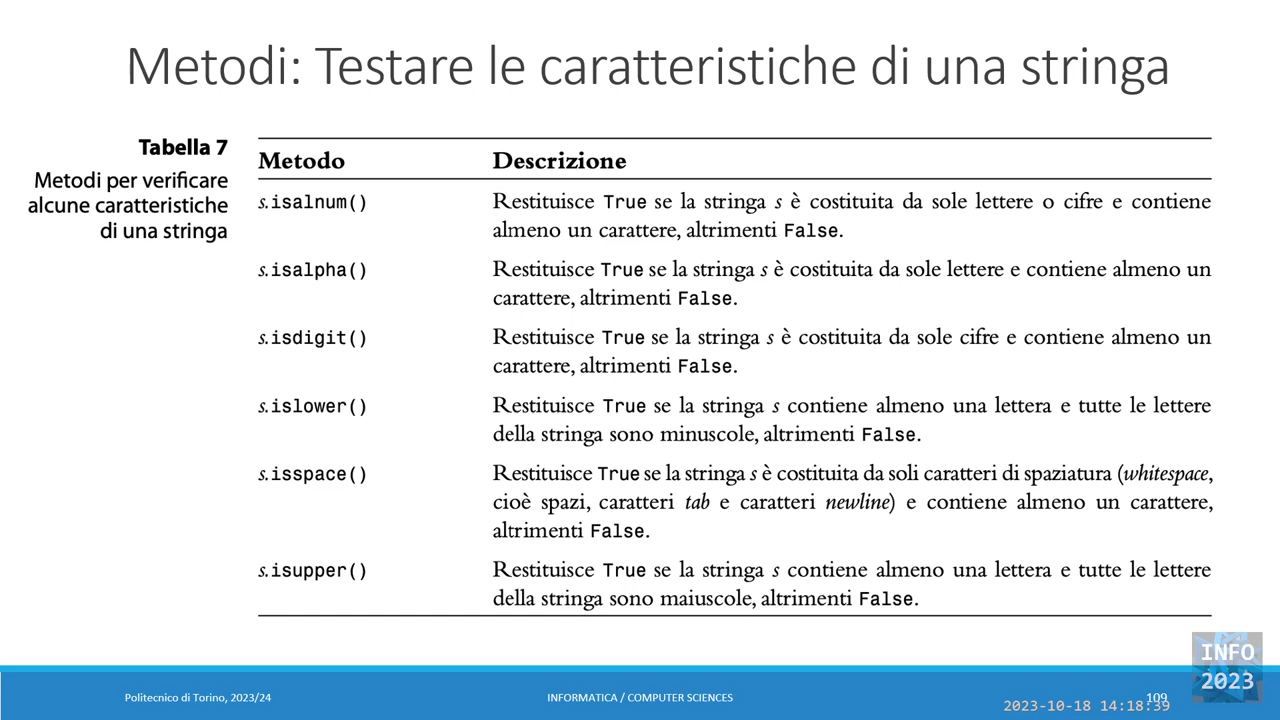 Metodi: Testare le caratteristiche di una stringa
Tabella 7
Metodi per verificare
alcune caratteristiche
di una stringa
Metodo Descrizione
s.isalnum() Restituisce True se la stringa s è costituita da sole lettere o cifre e contiene
almeno un carattere, altrimenti False.
s.isalpha() Restituisce True se la stringa s è costituita da sole lettere e contiene almeno un
carattere, altrimenti False.
s.isdigit() Restituisce True se la stringa s è costituita da sole cifre e contiene almeno un
carattere, altrimenti False.
s.islower() Restituisce True se la stringa s contiene almeno una lettera e tutte le lettere
della stringa sono minuscole, altrimenti False.
s.isspace() Restituisce True se la stringa s è costituita da soli caratteri di spaziatura (whitespace,
cioè spazi, caratteri tab e caratteri newline) e contiene almeno un carattere,
altrimenti False.
s.isupper() Restituisce True se la stringa s contiene almeno una lettera e tutte le lettere
della stringa sono maiuscole, altrimenti False.
INFO
2023
Politecnico di Torino, 2023/24 INFORMATICA / COMPUTER SCIENCES 109
2023-10-18 14:18:39